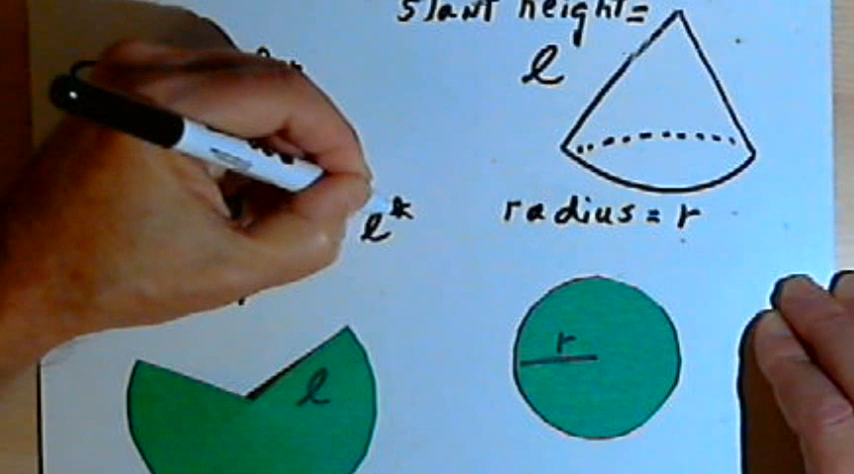 slant height =
l
radius = r
r
l